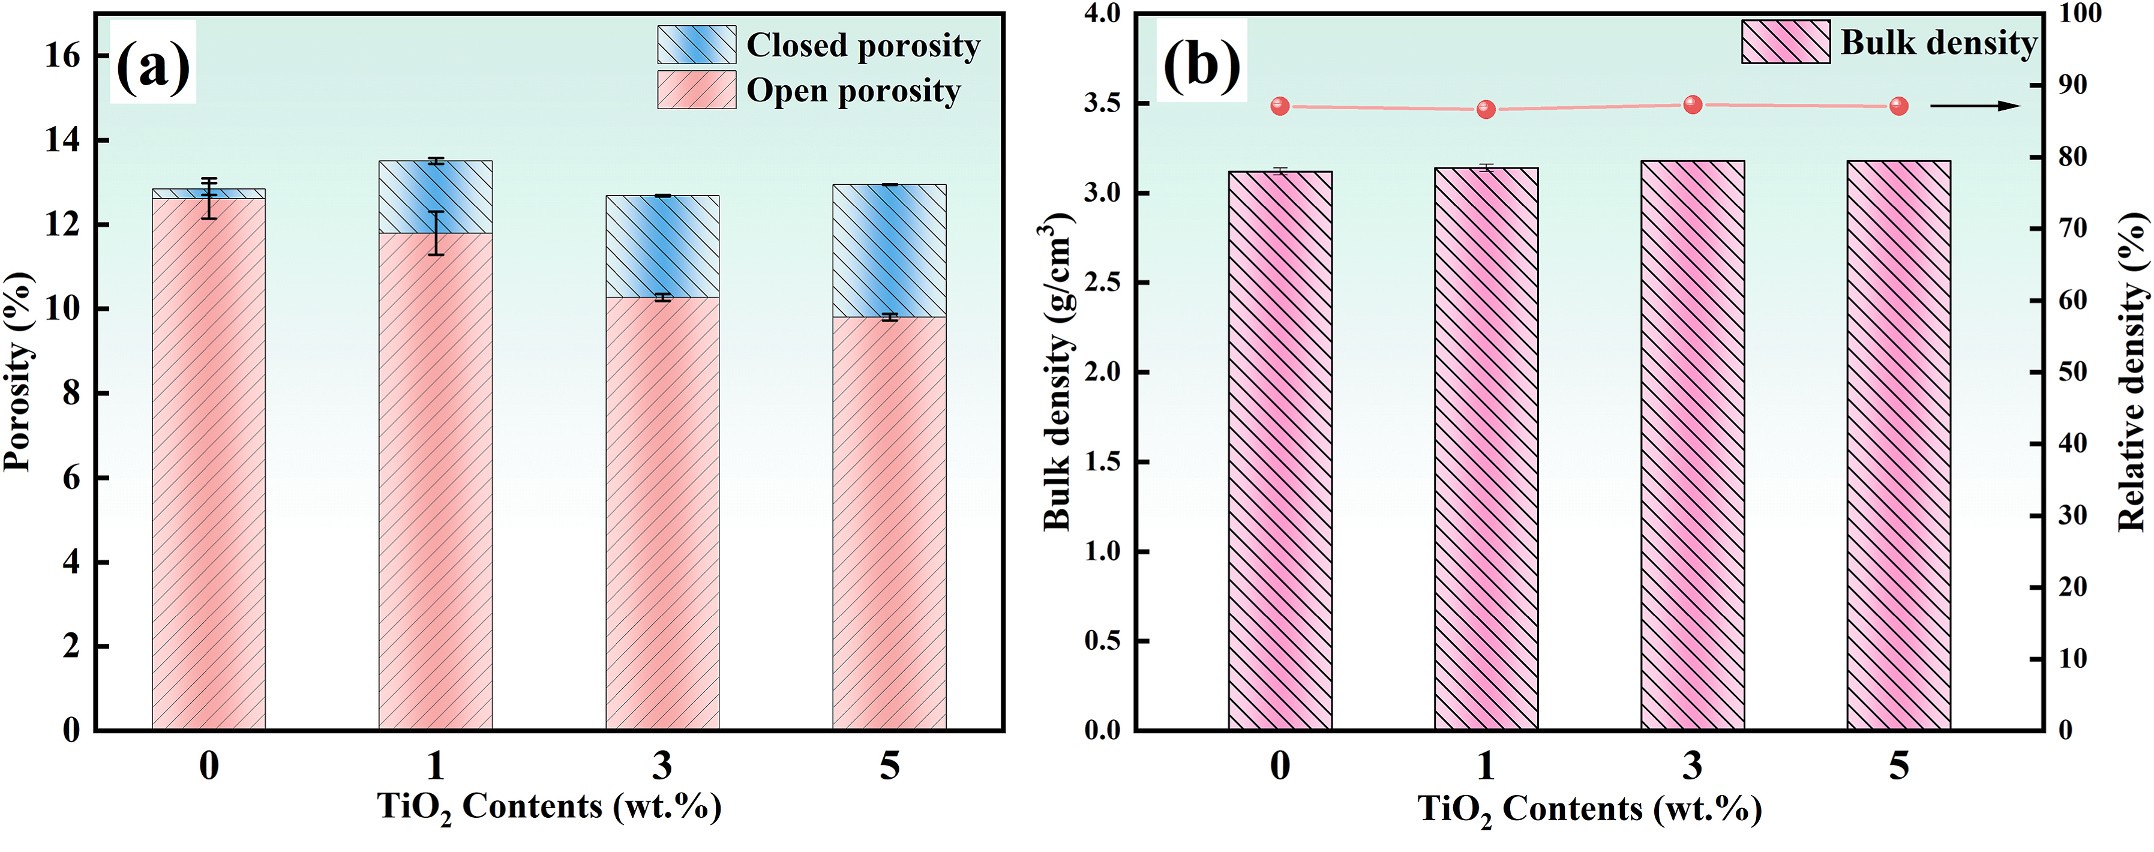 (a)
Closed porosity
Open porosity
Porosity (%)
16
14
12
10
8
6
4
2
0
0 1 3 5
TiO₂ Contents (wt.%)
(b)
Bulk density
Bulk density (g/cm³)
4.0
3.5
3.0
2.5
2.0
1.5
1.0
0.5
0.0
100
90
80
70
60
50
40
30
20
10
0
Relative density (%)
0 1 3 5
TiO₂ Contents (wt.%)